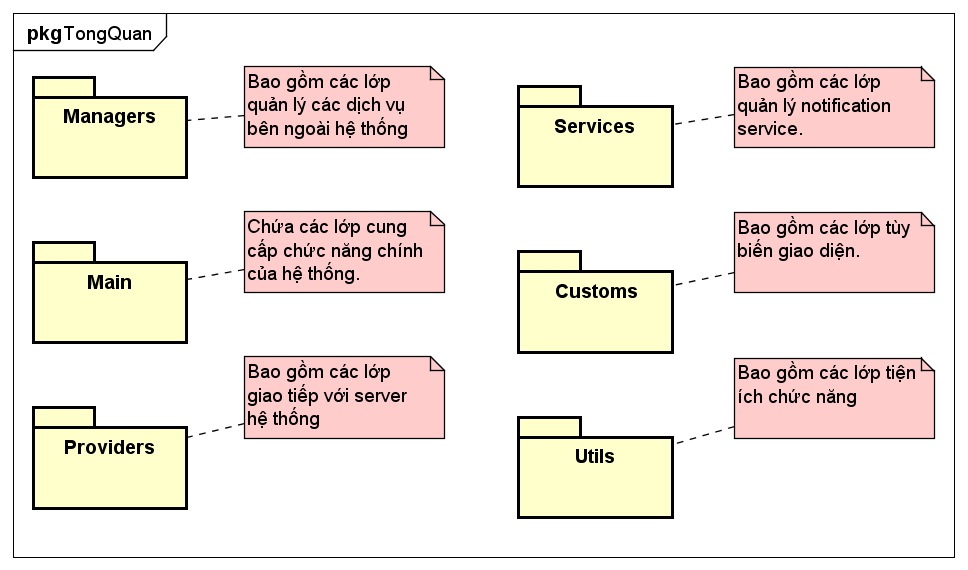 pkgTongQuan
Managers
Bao gồm các lớp
quản lý các dịch vụ
bên ngoài hệ thống
Services
Bao gồm các lớp
quản lý notification
service.
Main
Chứa các lớp cung
cấp chức năng chính
của hệ thống.
Customs
Bao gồm các lớp tùy
biến giao diện.
Providers
Bao gồm các lớp
giao tiếp với server
hệ thống
Utils
Bao gồm các lớp tiện
ích chức năng